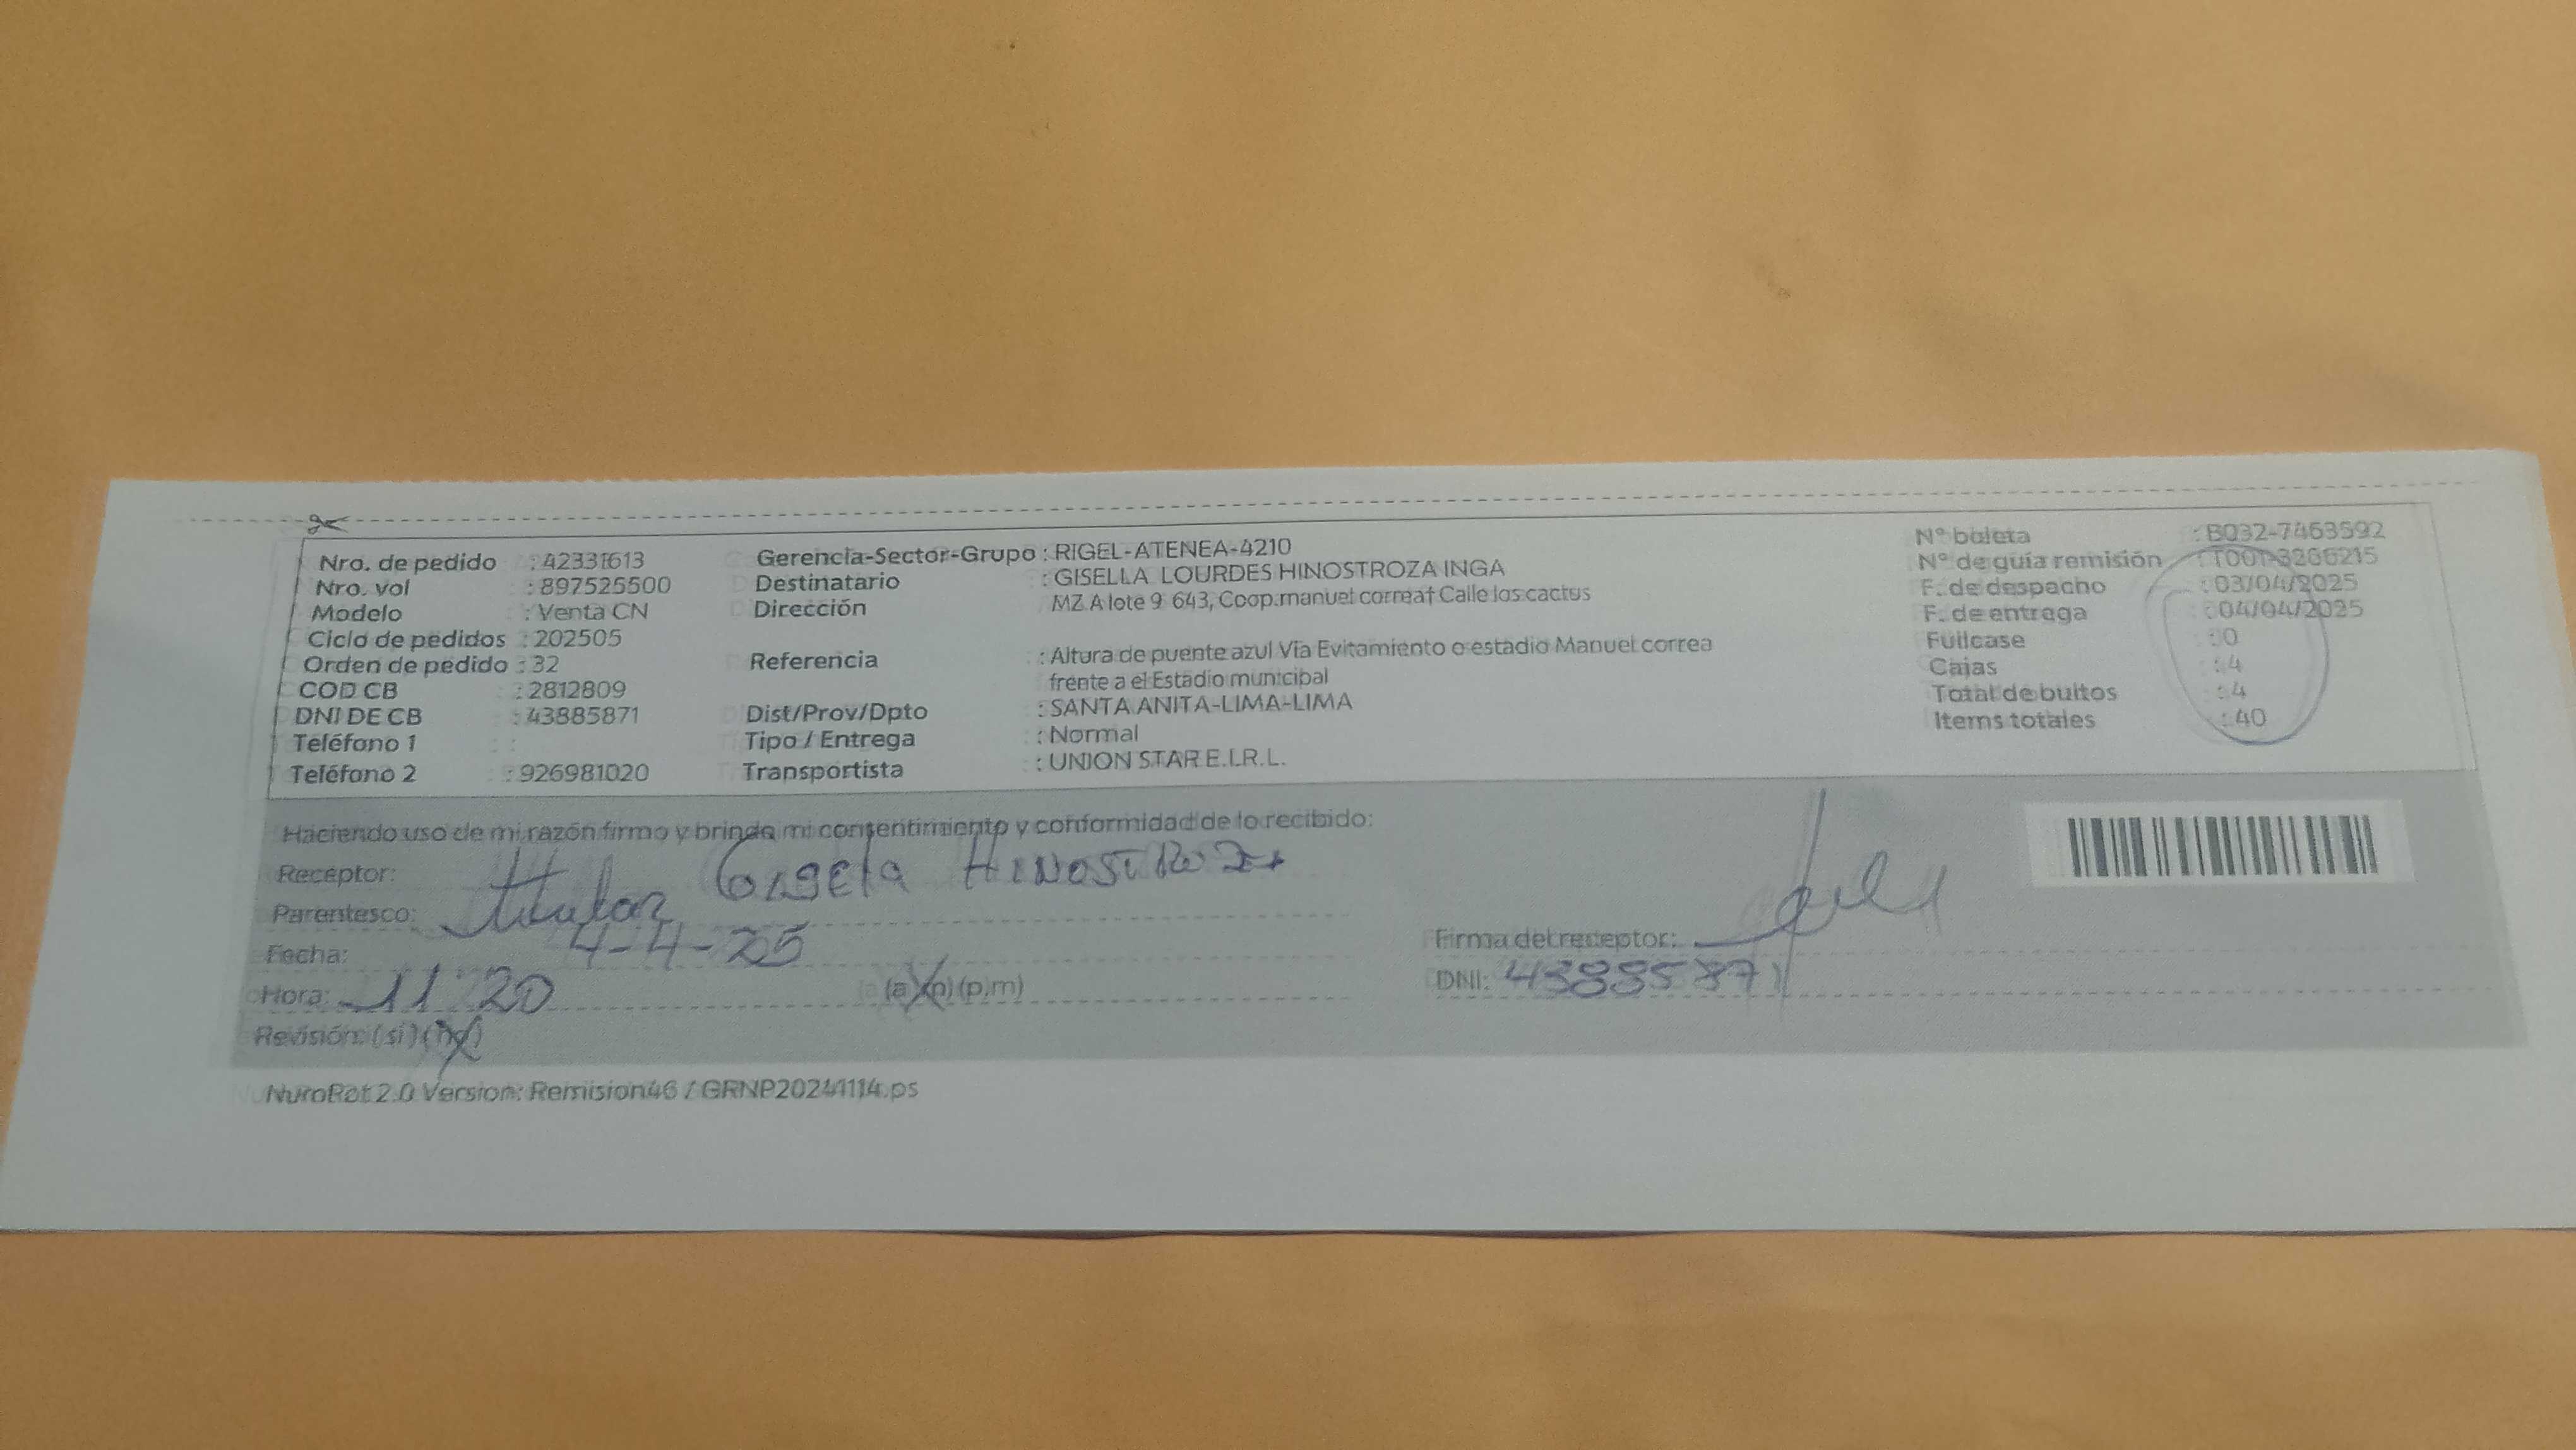 Nro. de pedido : 42331613
Nro. vol : 897525500
Modelo : Venta CN
Ciclo de pedidos : 202505
Orden de pedido : 32
COD CB : 2812809
DNI DE CB : 43885871
Teléfono 1 :
Teléfono 2 : 926981020
Gerencia-Sector-Grupo : RIGEL-ATENEA-4210
Destinatario : GISELLA LOURDES HINOSTROZA INGA
Dirección MZ A lote 9 643, Coop.manuel correa† Calle los cactus
Referencia : Altura de puente azul Vía Evitamiento o estadio Manuel correa
frente a el Estadio municipal
Dist/Prov/Dpto : SANTA ANITA-LIMA-LIMA
Tipo / Entrega : Normal
Transportista : UNION STAR E.I.R.L.
N° boleta : B032-7463592
N° de guía remisión : T001-3286215
F. de despacho : 03/04/2025
F. de entrega : 04/04/2025
Fullcase : 0
Cajas : 4
Total de bultos : 4
Items totales : 40
Haciendo uso de mi razón firmo y brindo mi consentimiento y conformidad de lo recibido:
Receptor: Hinostroza
Parentesco: titular
Fecha: 4-4-25
Hora: 11:20 (a.m) (p.m)
Revisión: (si) (no)
Firma del receptor:
DNI: 43885871
NuroRat 2.0 Version: Remision46 / GRNP20241114.ps